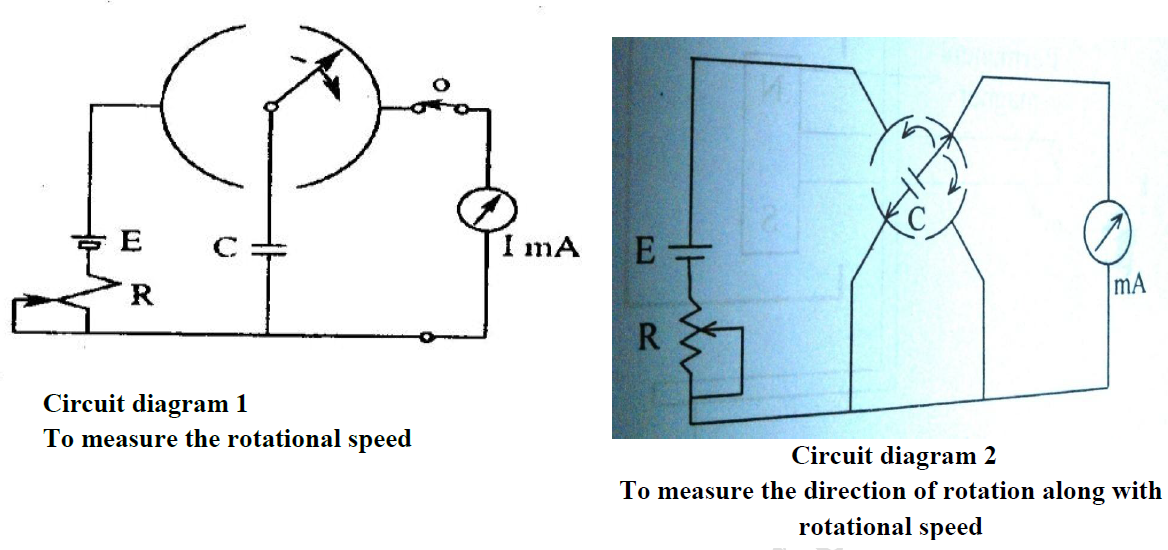 O
E
C
I mA
R
Circuit diagram 1
To measure the rotational speed
N
S
C
E
mA
R
Circuit diagram 2
To measure the direction of rotation along with
rotational speed